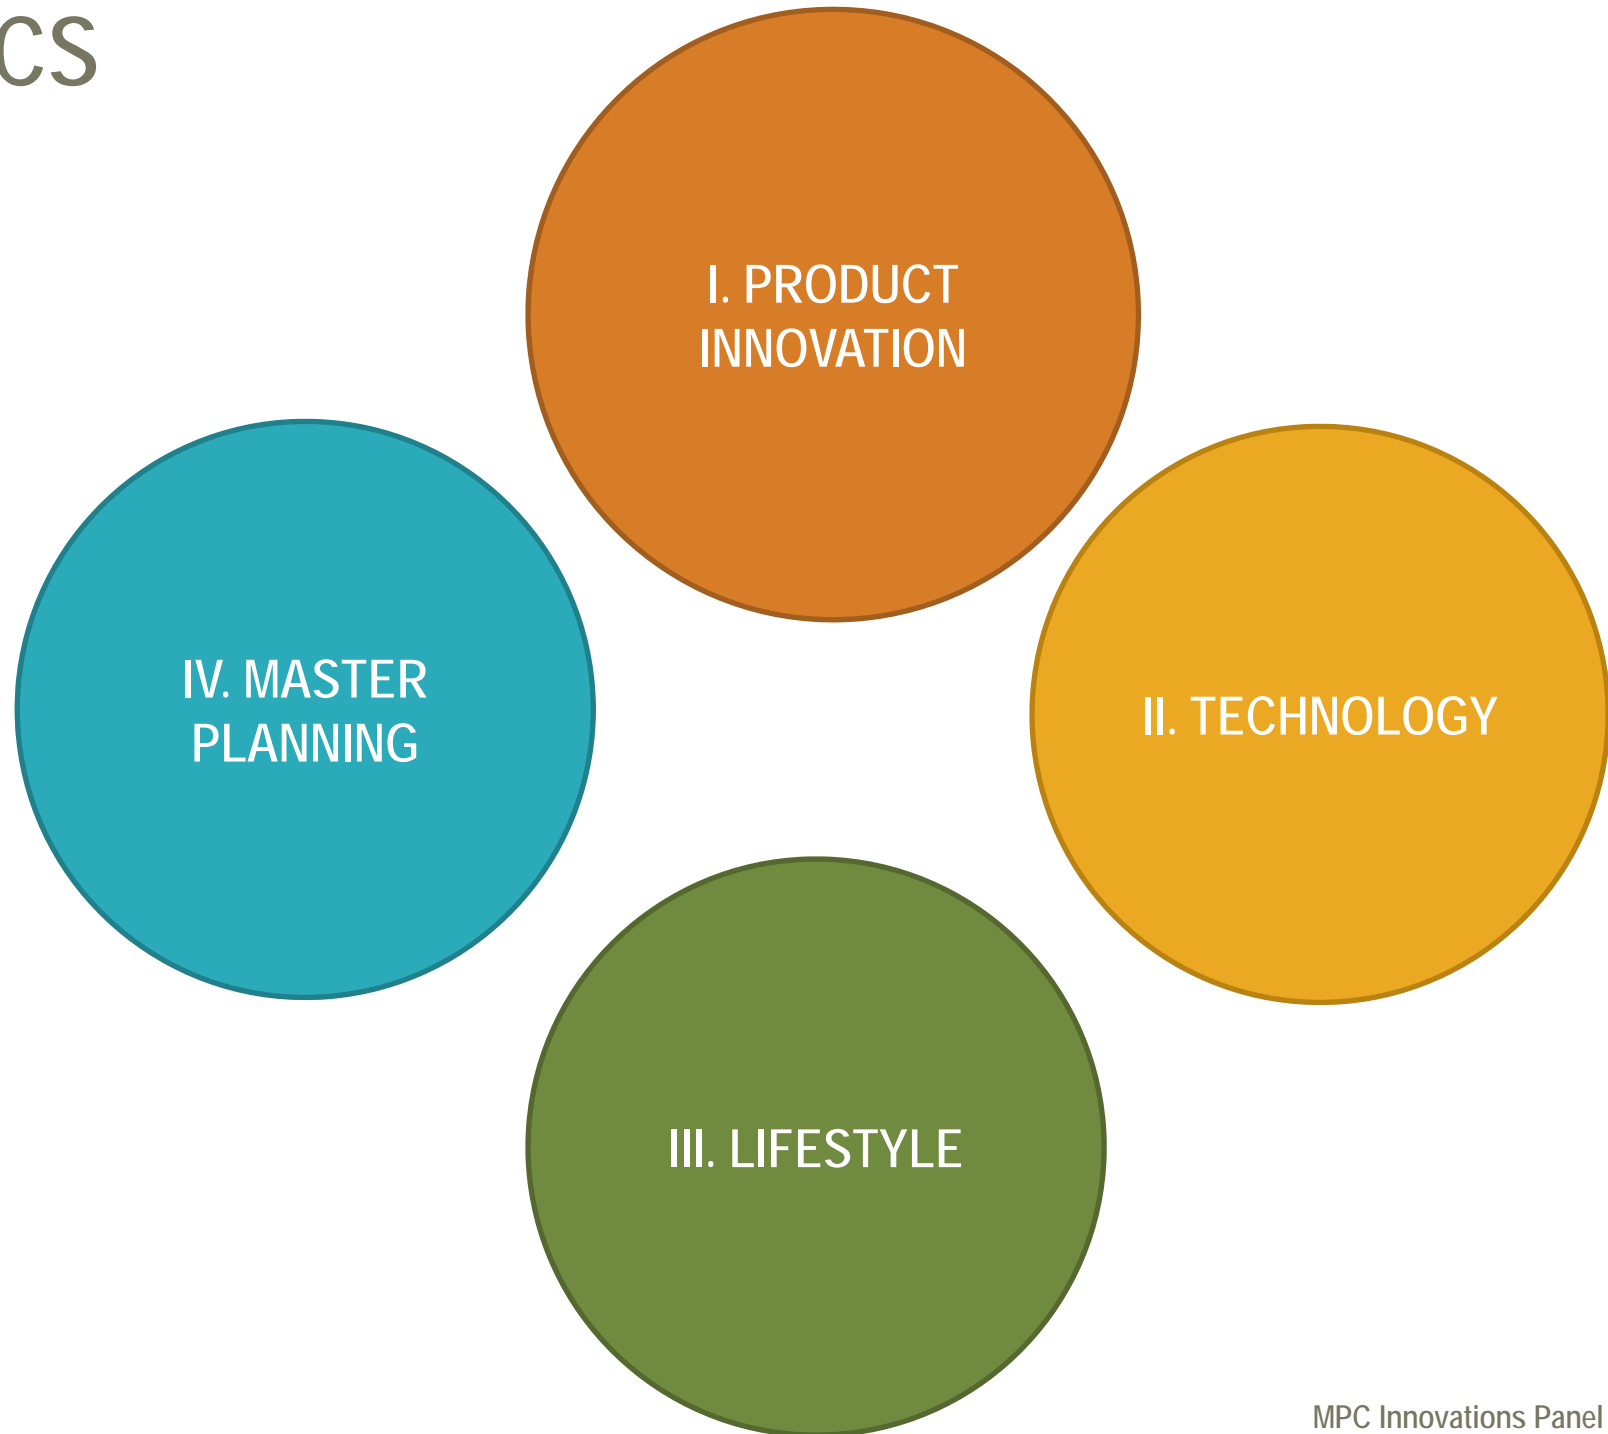 CS
I. PRODUCT
INNOVATION
II. TECHNOLOGY
III. LIFESTYLE
IV. MASTER
PLANNING
MPC Innovations Panel